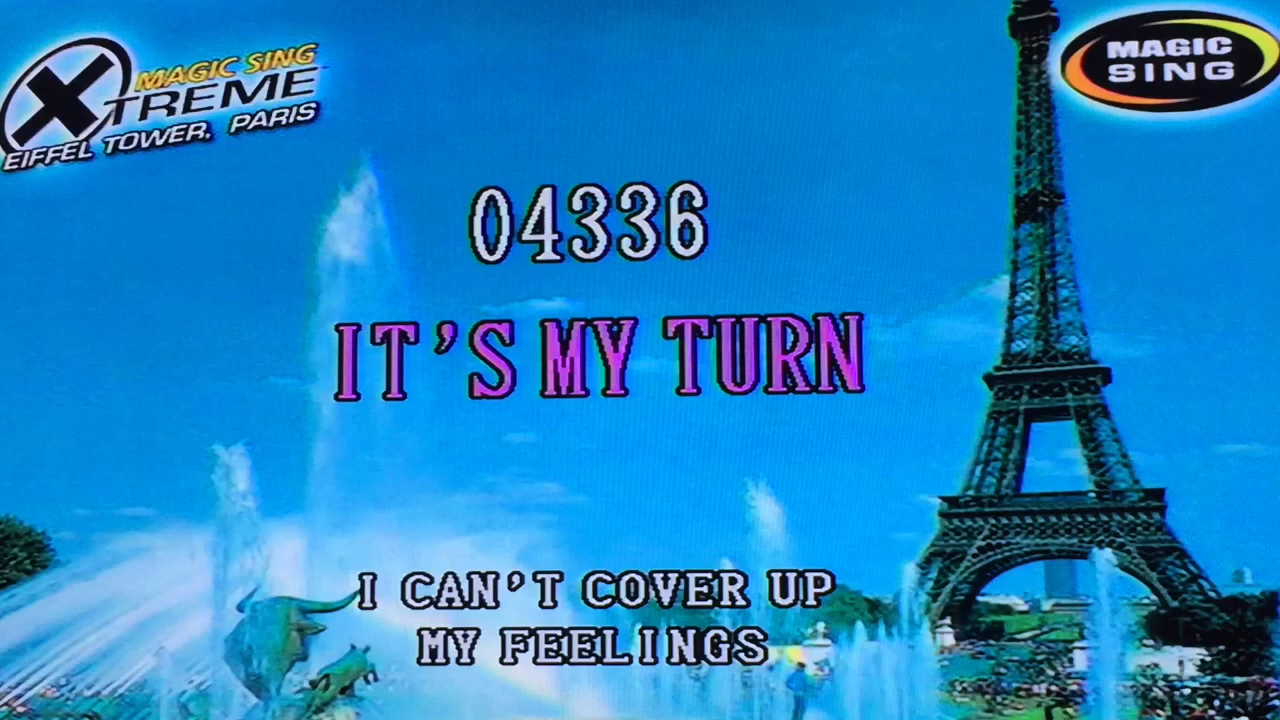 MAGIC SING
XTREME
EIFFEL TOWER, PARIS
MAGIC
SING
04336
IT'S MY TURN
I CAN'T COVER UP
MY FEELINGS